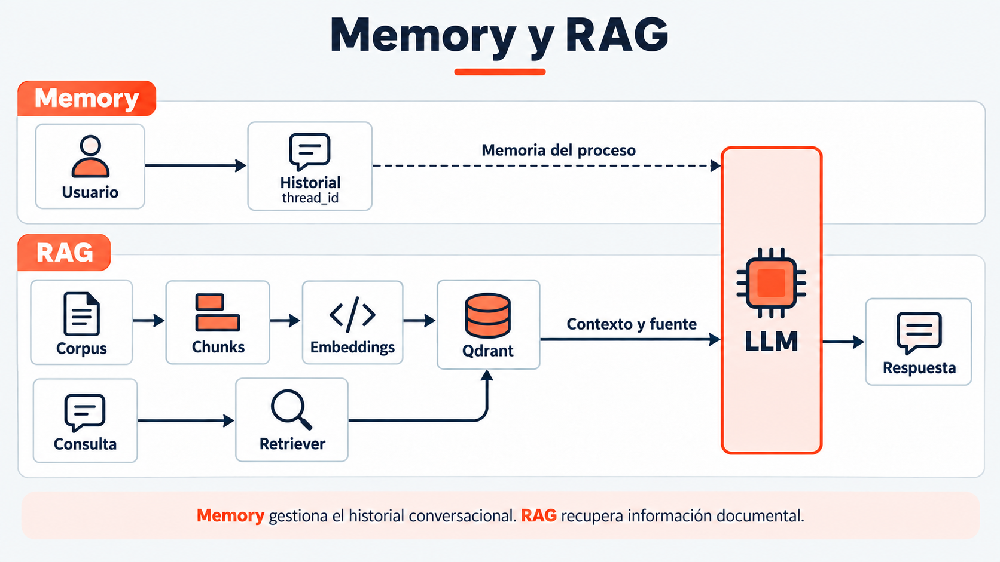 Memory y RAG
Memory
Usuario
Historial
thread_id
Memoria del proceso
RAG
Corpus
Chunks
Embeddings
Qdrant
Contexto y fuente
LLM
Respuesta
Consulta
Retriever
Memory gestiona el historial conversacional. RAG recupera información documental.